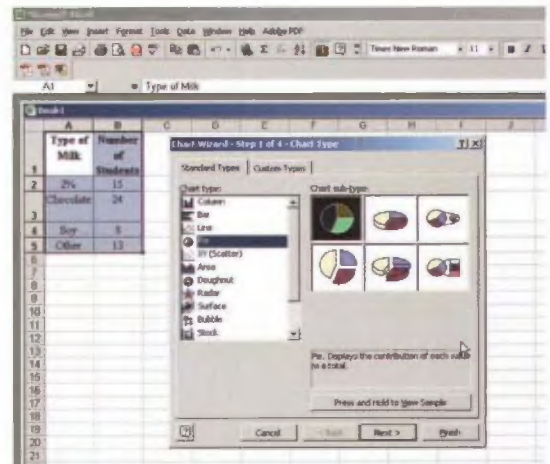 File Edit View Insert Format Tools Data Window Help Adobe PDF
Times New Roman 11
A1 = Type of Milk
Book1
A B C D E F G H I J
Type of Milk Number of Students
1
2 2% 15
3 Chocolate 24
4 Soy 8
5 Other 13
6
7
8
9
10
11
12
13
14
15
16
17
18
19
20
21
Chart Wizard - Step 1 of 4 - Chart Type
Standard Types Custom Types
Chart type: Chart sub-type:
Column
Bar
Line
XY (Scatter)
Area
Doughnut
Radar
Surface
Bubble
Stock
Pie. Displays the contribution of each value
to a total.
Press and Hold to View Sample
Cancel < Back Next > Finish